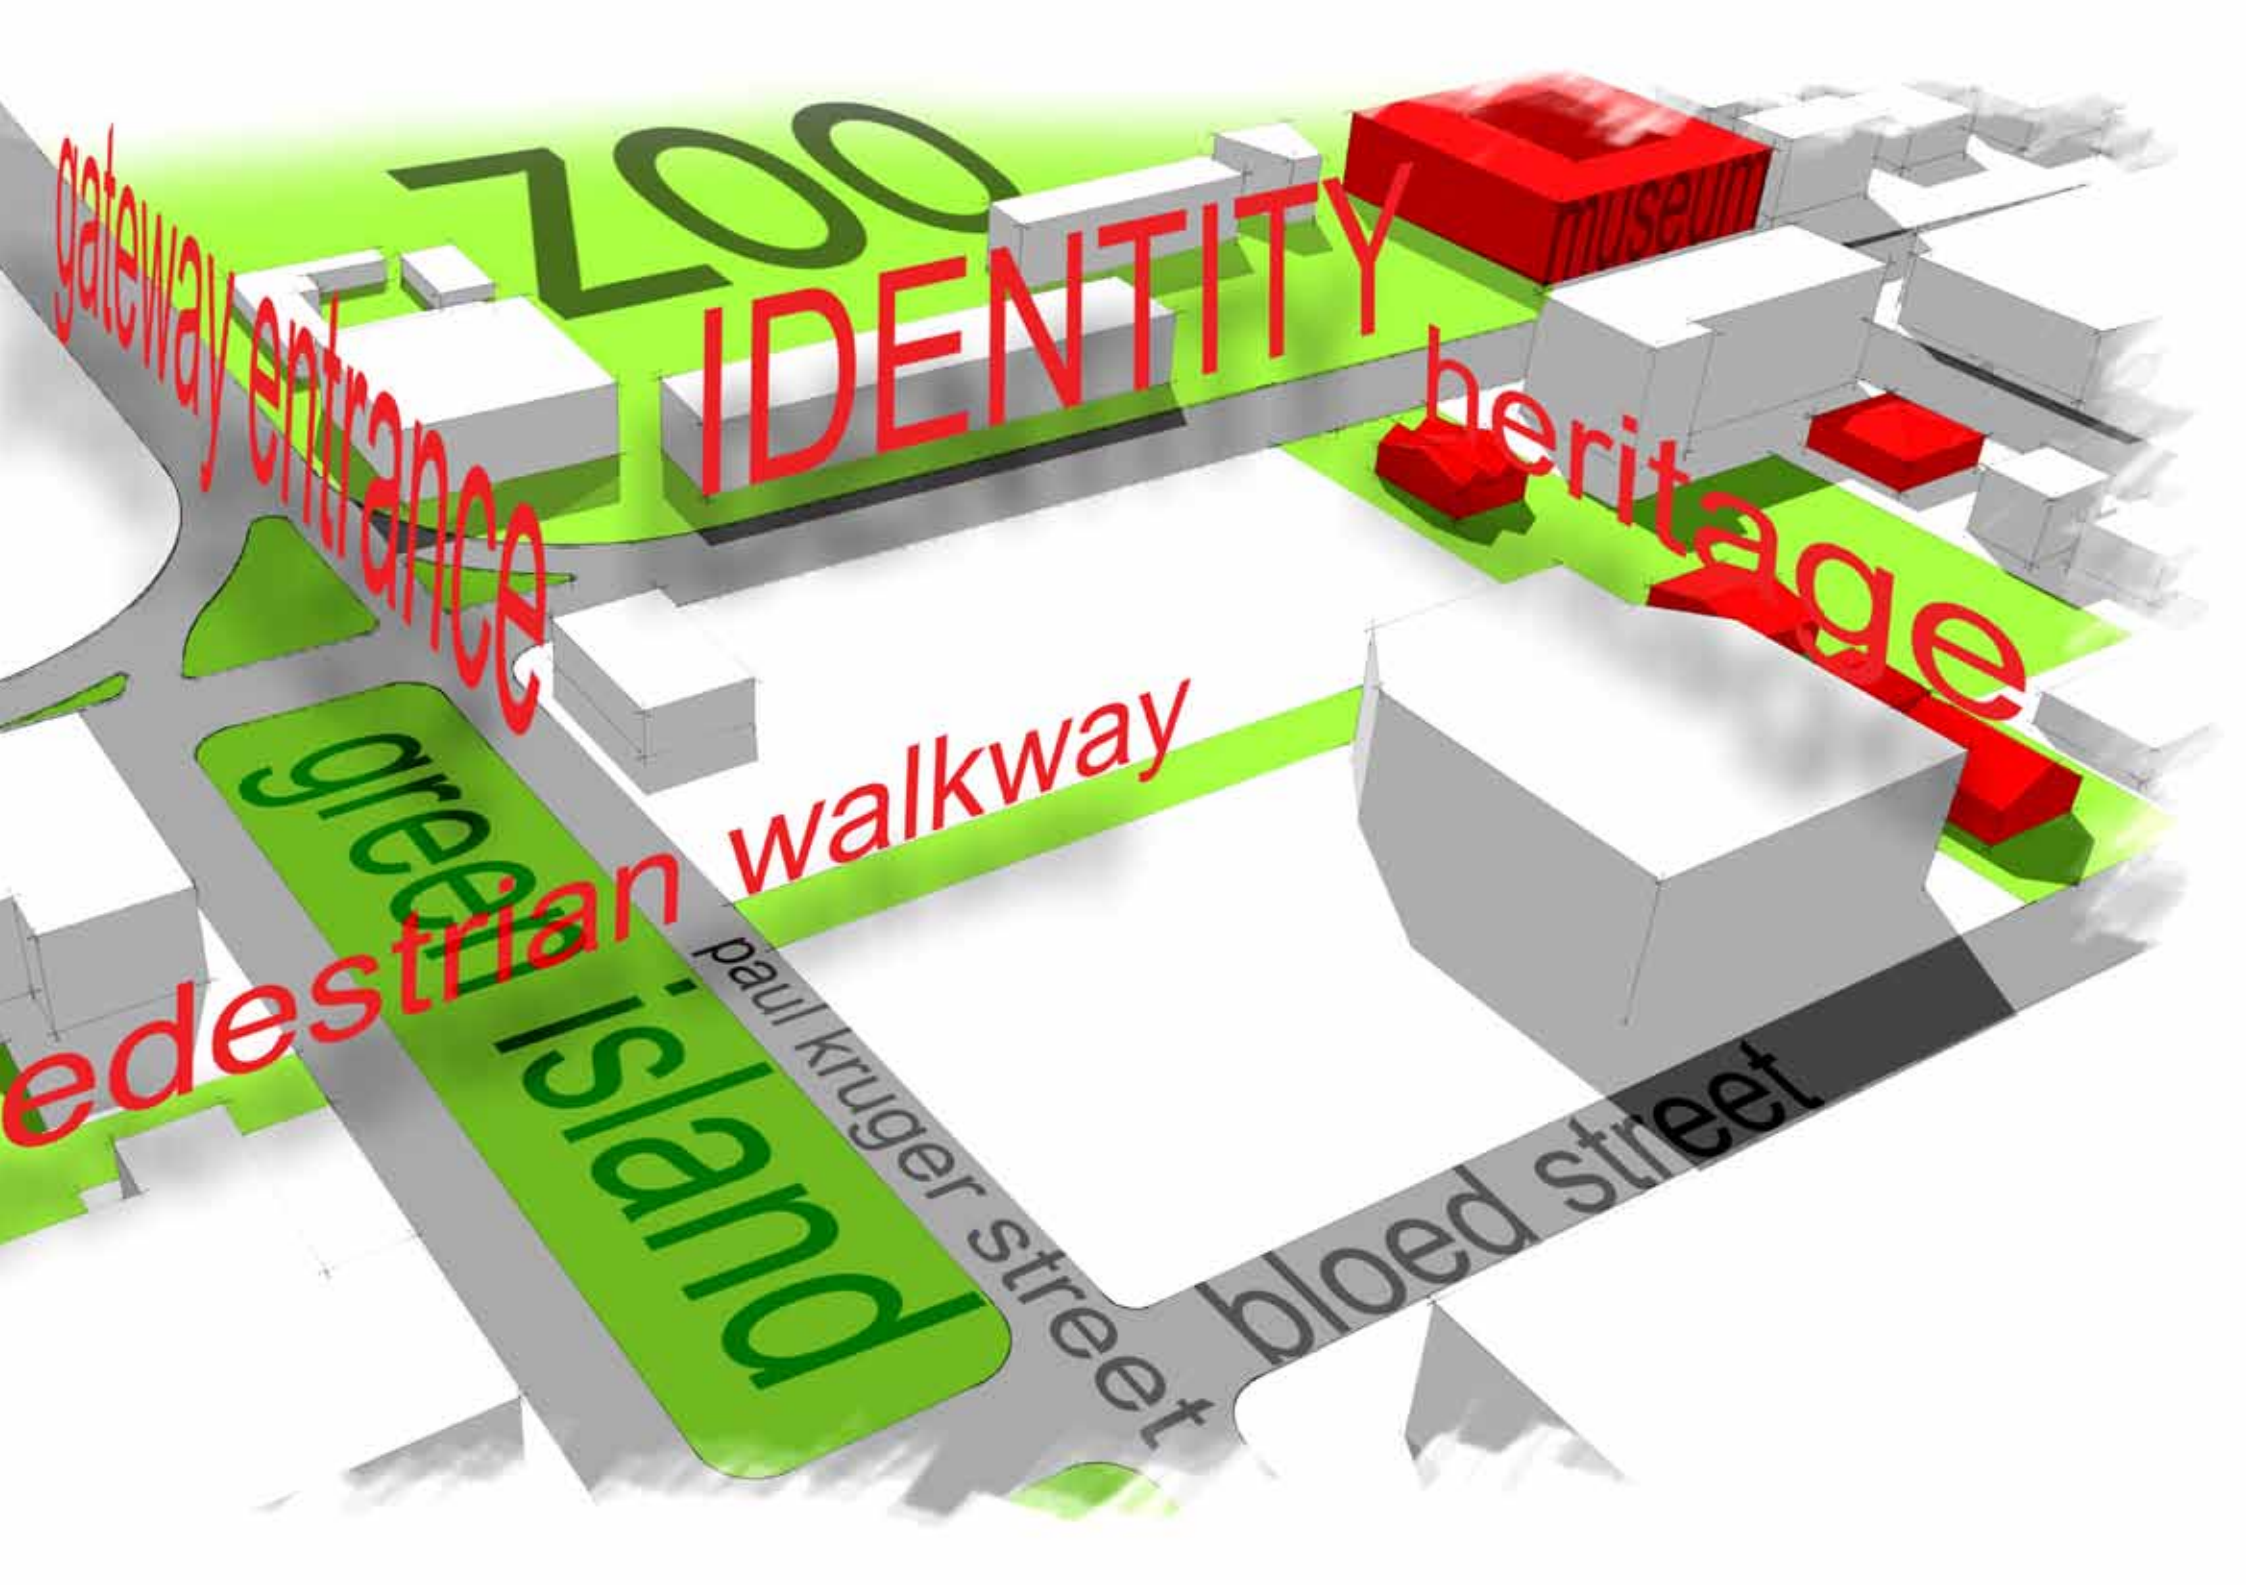 gateway entrance
ZOO
IDENTITY
museum
heritage
edestrian walkway
green island
paul kruger street
bloed street